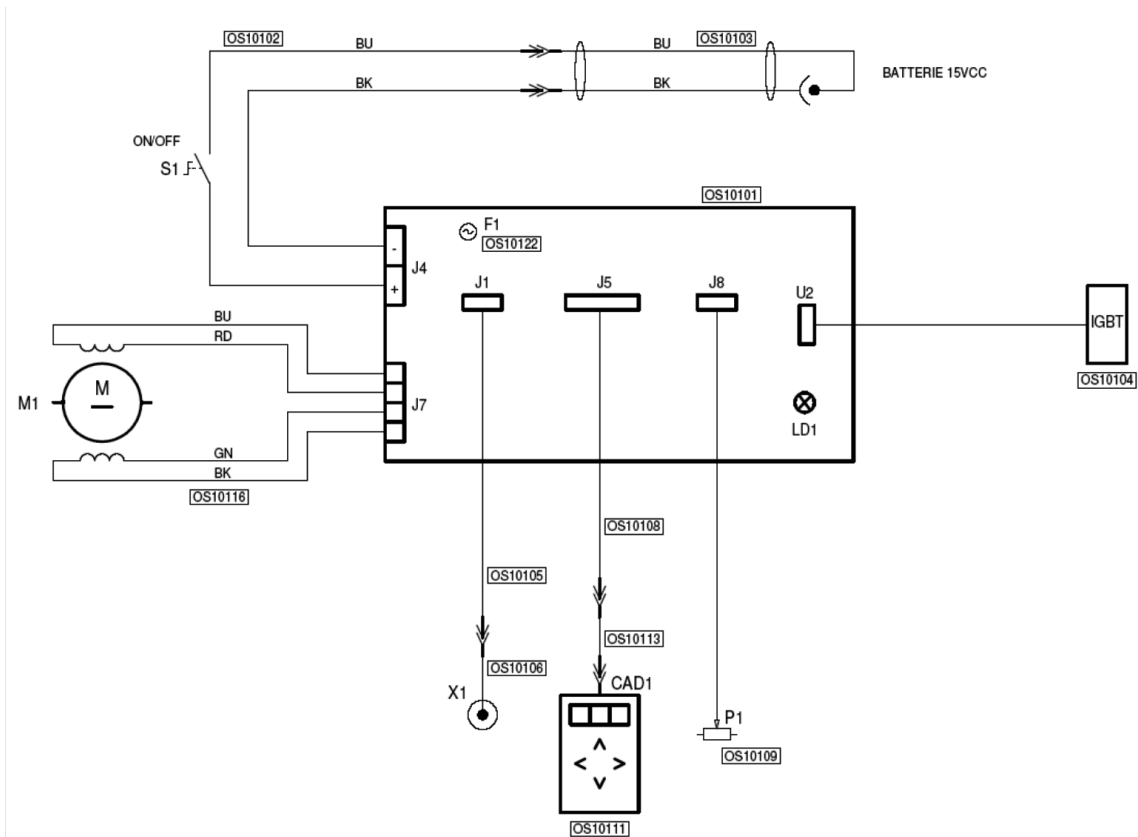 OS10102
BU
BU
OS10103
BATTERIE 15VCC
BK
BK
ON/OFF
S1
OS10101
F1
OS10122
-
J4
+
J1
J5
J8
U2
IGBT
OS10104
BU
RD
M1
M
J7
LD1
GN
BK
OS10116
OS10108
OS10105
OS10113
OS10106
X1
CAD1
P1
OS10109
OS10111